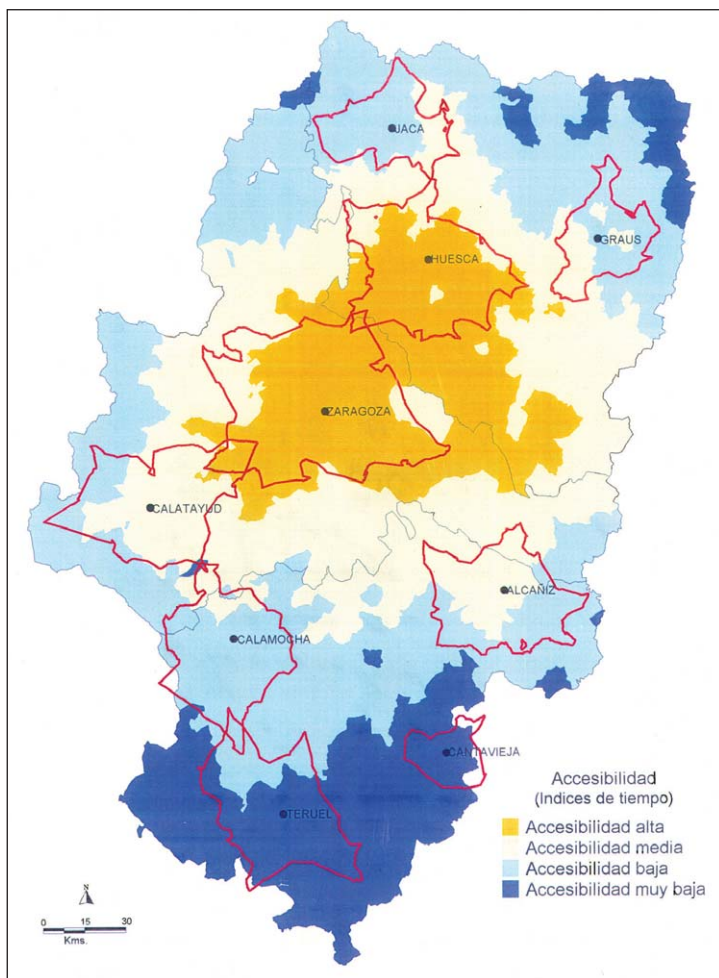 JACA
GRAUS
HUESCA
ZARAGOZA
CALATAYUD
ALCAÑIZ
CALAMOCHA
CANTAVIEJA
TERUEL
Accesibilidad
(Indices de tiempo)
Accesibilidad alta
Accesibilidad media
Accesibilidad baja
Accesibilidad muy baja
N
0 15 30
Kms.